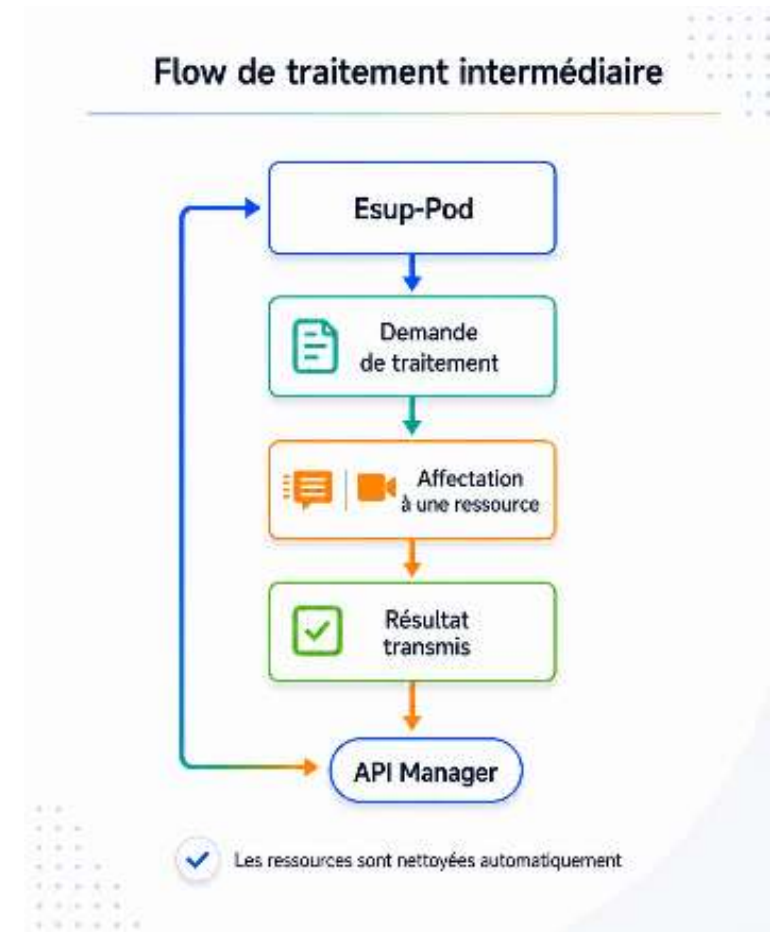 Flow de traitement intermédiaire
Esup-Pod
Demande
de traitement
Affectation
à une ressource
Résultat
transmis
API Manager
Les ressources sont nettoyées automatiquement